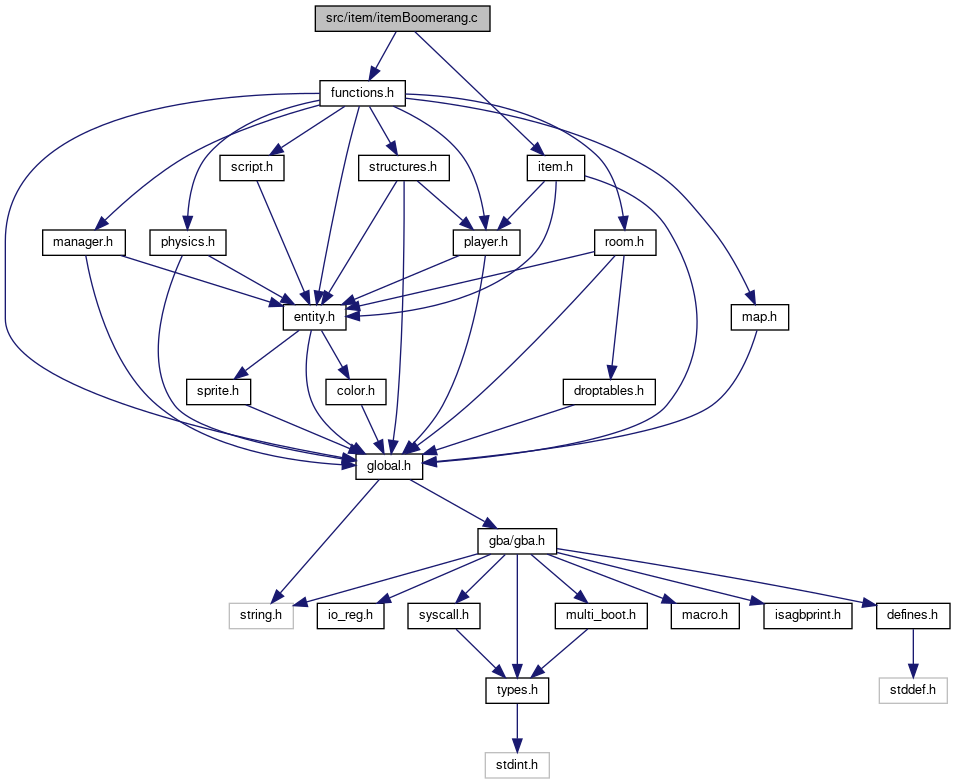 src/item/itemBoomerang.c
functions.h
script.h
structures.h
item.h
manager.h
physics.h
player.h
room.h
entity.h
map.h
sprite.h
color.h
droptables.h
global.h
gba/gba.h
string.h
io_reg.h
syscall.h
multi_boot.h
macro.h
isagbprint.h
defines.h
types.h
stddef.h
stdint.h